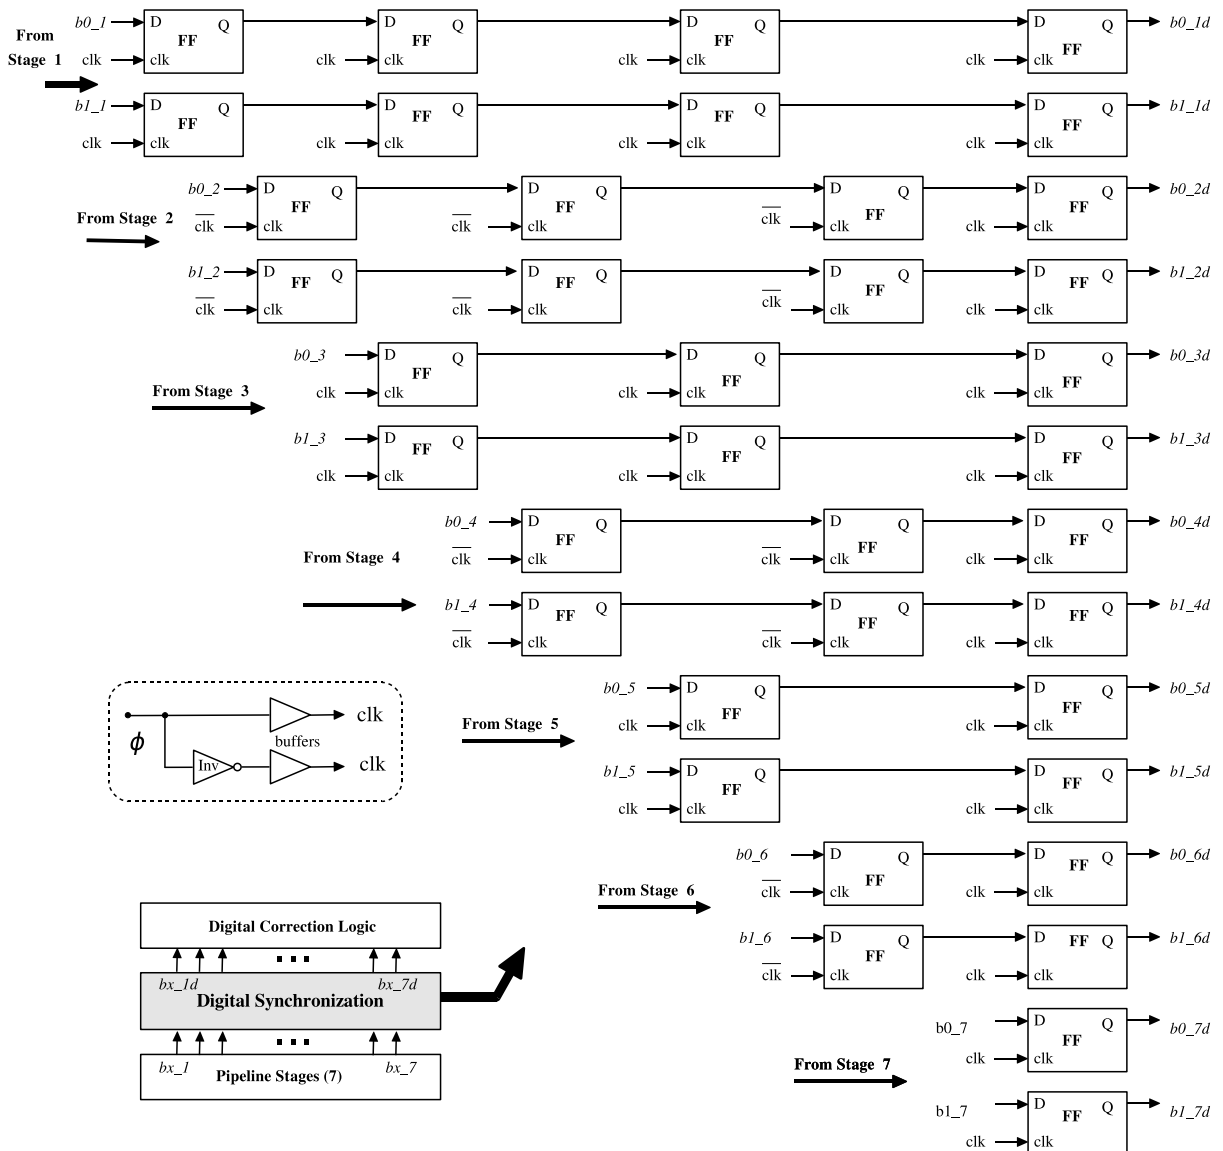 b0_1 D Q FF clk clk D Q FF clk clk D Q FF clk clk D Q FF clk clk b0_1d
From Stage 1
b1_1 D Q FF clk clk D Q FF clk clk D Q FF clk clk D Q FF clk clk b1_1d
b0_2 D Q FF clk clk D Q FF clk clk D Q FF clk clk D Q FF clk clk b0_2d
From Stage 2
b1_2 D Q FF clk clk D Q FF clk clk D Q FF clk clk D Q FF clk clk b1_2d
b0_3 D Q FF clk clk D Q FF clk clk D Q FF clk clk b0_3d
From Stage 3
b1_3 D Q FF clk clk D Q FF clk clk D Q FF clk clk b1_3d
b0_4 D Q FF clk clk D Q FF clk clk D Q FF clk clk b0_4d
From Stage 4
b1_4 D Q FF clk clk D Q FF clk clk D Q FF clk clk b1_4d
b0_5 D Q FF clk clk D Q FF clk clk b0_5d
From Stage 5
b1_5 D Q FF clk clk D Q FF clk clk b1_5d
ϕ
buffers
clk
Inv
clk
b0_6 D Q FF clk clk D Q FF clk clk b0_6d
From Stage 6
b1_6 D Q FF clk clk D Q FF clk clk b1_6d
b0_7 D Q FF clk clk b0_7d
From Stage 7
b1_7 D Q FF clk clk b1_7d
Digital Correction Logic
bx_1d bx_7d
Digital Synchronization
bx_1 bx_7
Pipeline Stages (7)